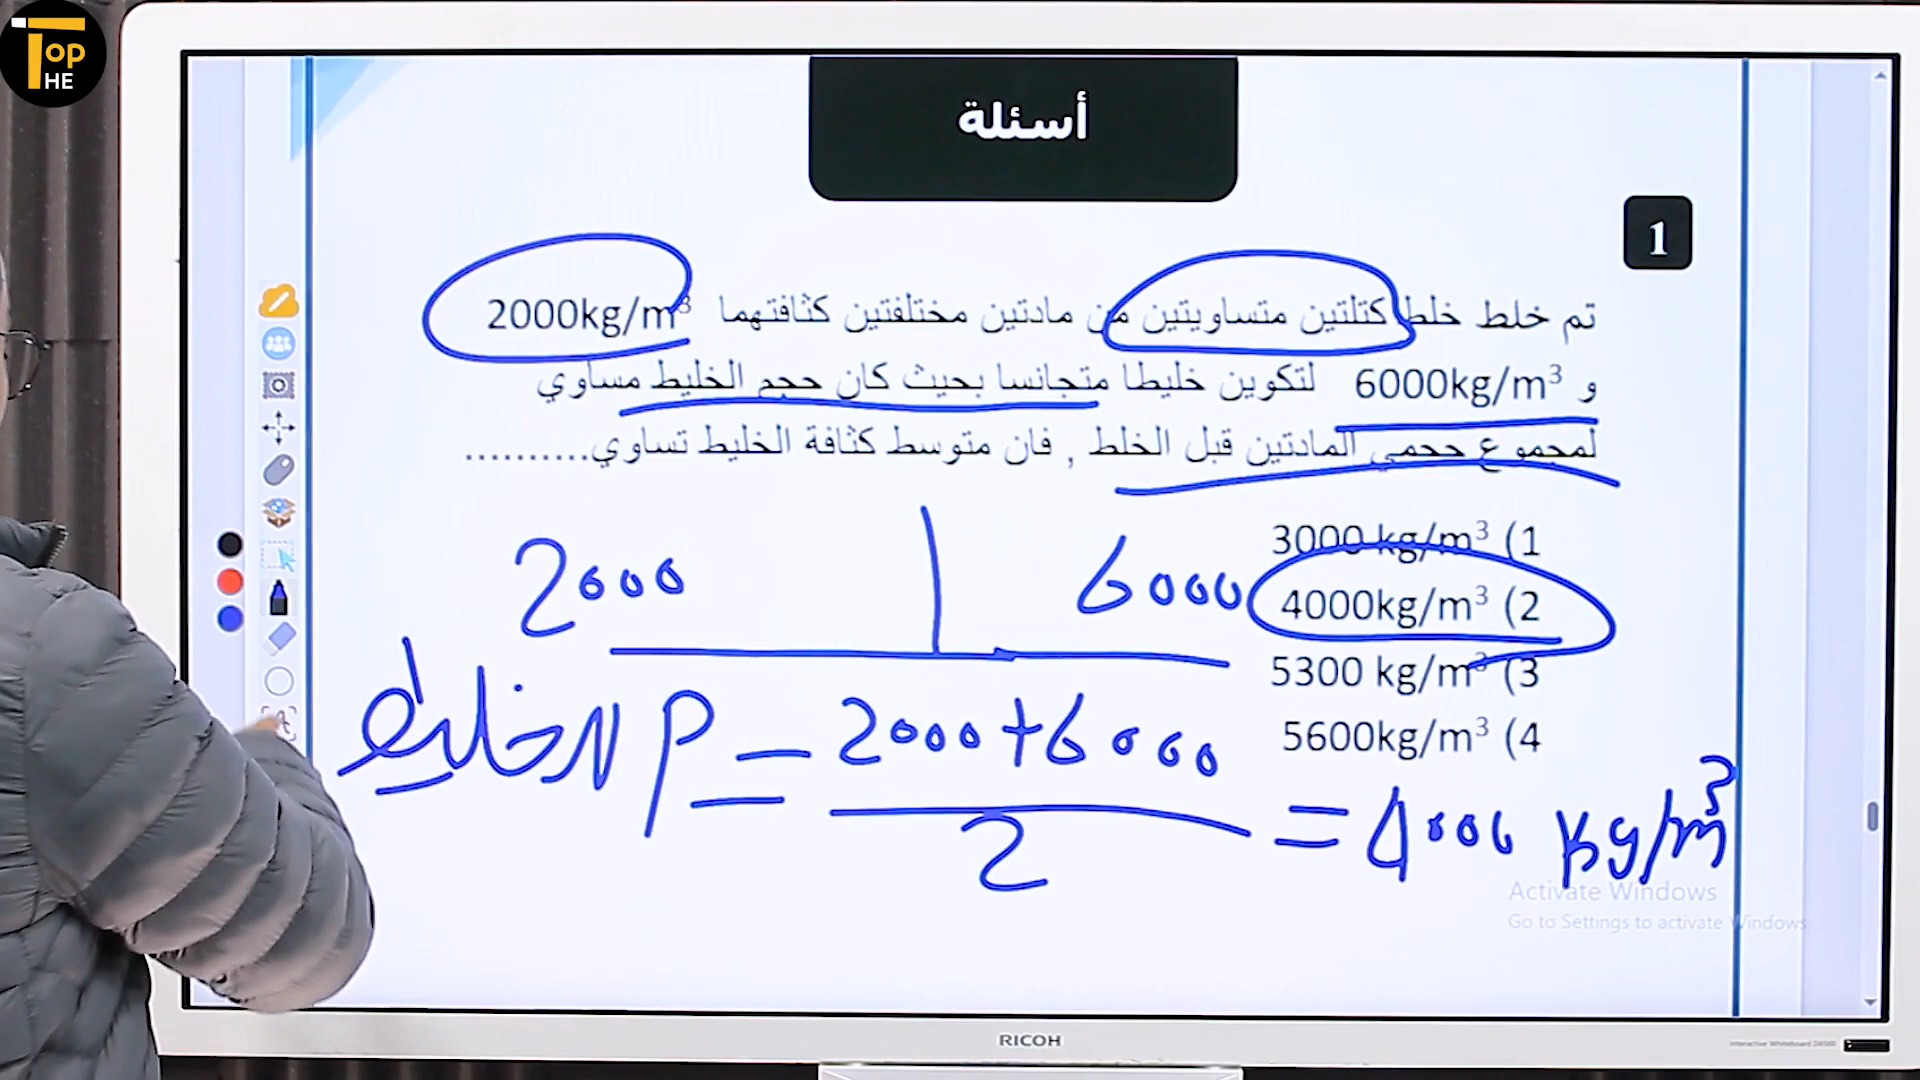 TOP
THE
أسئلة
1
تم خلط خلط كتلتين متساويتين من مادتين مختلفتين كثافتهما 2000kg/m³
و 6000kg/m³ لتكوين خليطا متجانسا بحيث كان حجم الخليط مساوي
لمجموع حجمي المادتين قبل الخلط , فان متوسط كثافة الخليط تساوي..........
3000 kg/m³ (1
4000kg/m³ (2
5300 kg/m³ (3
5600kg/m³ (4
2000 | 6000
الخليط ρ = 2000+6000
2
= 4000 kg/m³
Activate Windows
Go to Settings to activate Windows
RICOH